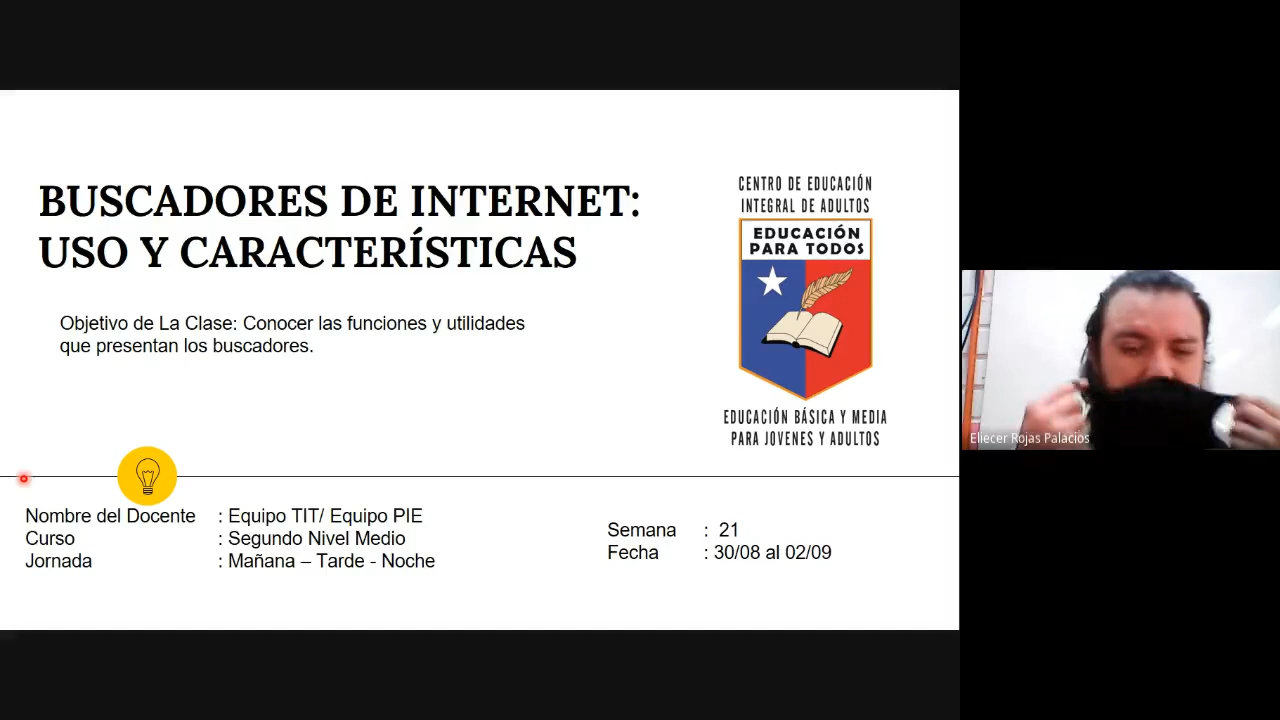 BUSCADORES DE INTERNET:
USO Y CARACTERÍSTICAS
Objetivo de La Clase: Conocer las funciones y utilidades
que presentan los buscadores.
CENTRO DE EDUCACIÓN
INTEGRAL DE ADULTOS
EDUCACIÓN
PARA TODOS
EDUCACIÓN BÁSICA Y MEDIA
PARA JOVENES Y ADULTOS
Nombre del Docente : Equipo TIT/ Equipo PIE
Curso : Segundo Nivel Medio
Jornada : Mañana – Tarde - Noche
Semana : 21
Fecha : 30/08 al 02/09
Eliecer Rojas Palacios